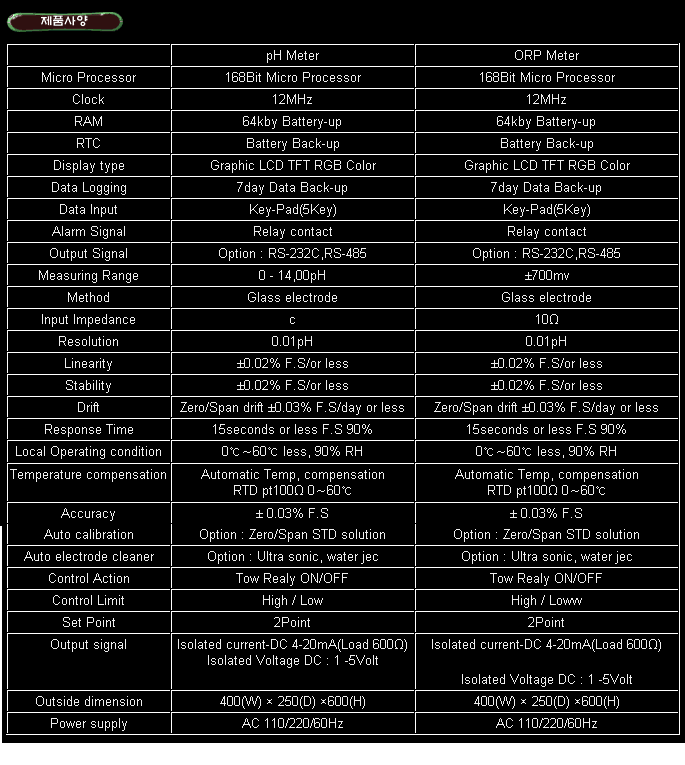 제품사양
pH Meter ORP Meter
Micro Processor 168Bit Micro Processor 168Bit Micro Processor
Clock 12MHz 12MHz
RAM 64kby Battery-up 64kby Battery-up
RTC Battery Back-up Battery Back-up
Display type Graphic LCD TFT RGB Color Graphic LCD TFT RGB Color
Data Logging 7day Data Back-up 7day Data Back-up
Data Input Key-Pad(5Key) Key-Pad(5Key)
Alarm Signal Relay contact Relay contact
Output Signal Option : RS-232C,RS-485 Option : RS-232C,RS-485
Measuring Range 0 - 14,00pH ±700mv
Method Glass electrode Glass electrode
Input Impedance c 10Ω
Resolution 0.01pH 0.01pH
Linearity ±0.02% F.S/or less ±0.02% F.S/or less
Stability ±0.02% F.S/or less ±0.02% F.S/or less
Drift Zero/Span drift ±0.03% F.S/day or less Zero/Span drift ±0.03% F.S/day or less
Response Time 15seconds or less F.S 90% 15seconds or less F.S 90%
Local Operating condition 0℃~60℃ less, 90% RH 0℃~60℃ less, 90% RH
Temperature compensation Automatic Temp, compensation Automatic Temp, compensation
RTD pt100Ω 0~60℃ RTD pt100Ω 0~60℃
Accuracy ± 0.03% F.S ± 0.03% F.S
Auto calibration Option : Zero/Span STD solution Option : Zero/Span STD solution
Auto electrode cleaner Option : Ultra sonic, water jec Option : Ultra sonic, water jec
Control Action Tow Realy ON/OFF Tow Realy ON/OFF
Control Limit High / Low High / Loww
Set Point 2Point 2Point
Output signal Isolated current-DC 4-20mA(Load 600Ω) Isolated current-DC 4-20mA(Load 600Ω)
Isolated Voltage DC : 1 -5Volt
Isolated Voltage DC : 1 -5Volt
Outside dimension 400(W) × 250(D) ×600(H) 400(W) × 250(D) ×600(H)
Power supply AC 110/220/60Hz AC 110/220/60Hz